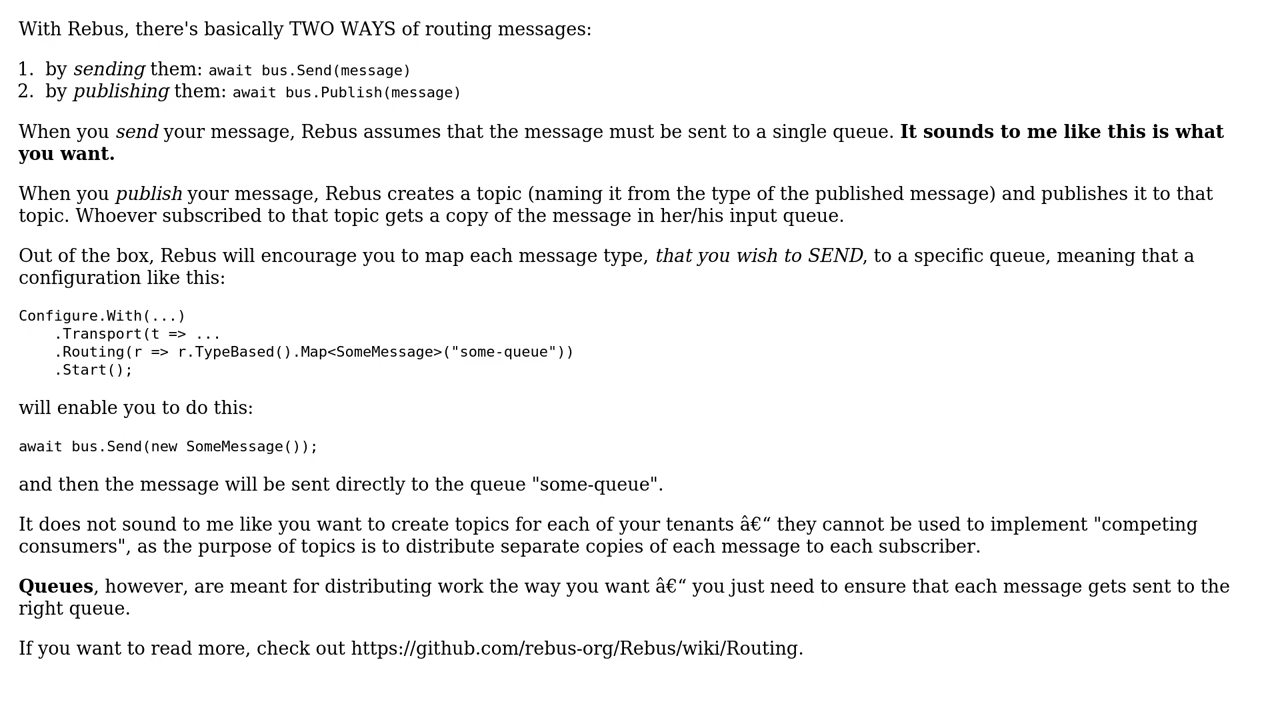 With Rebus, there's basically TWO WAYS of routing messages:
1. by sending them: await bus.Send(message)
2. by publishing them: await bus.Publish(message)
When you send your message, Rebus assumes that the message must be sent to a single queue. It sounds to me like this is what
you want.
When you publish your message, Rebus creates a topic (naming it from the type of the published message) and publishes it to that
topic. Whoever subscribed to that topic gets a copy of the message in her/his input queue.
Out of the box, Rebus will encourage you to map each message type, that you wish to SEND, to a specific queue, meaning that a
configuration like this:
Configure.With(...)
    .Transport(t => ...
    .Routing(r => r.TypeBased().Map<SomeMessage>("some-queue"))
    .Start();
will enable you to do this:
await bus.Send(new SomeMessage());
and then the message will be sent directly to the queue "some-queue".
It does not sound to me like you want to create topics for each of your tenants â€“ they cannot be used to implement "competing
consumers", as the purpose of topics is to distribute separate copies of each message to each subscriber.
Queues, however, are meant for distributing work the way you want â€“ you just need to ensure that each message gets sent to the
right queue.
If you want to read more, check out https://github.com/rebus-org/Rebus/wiki/Routing.